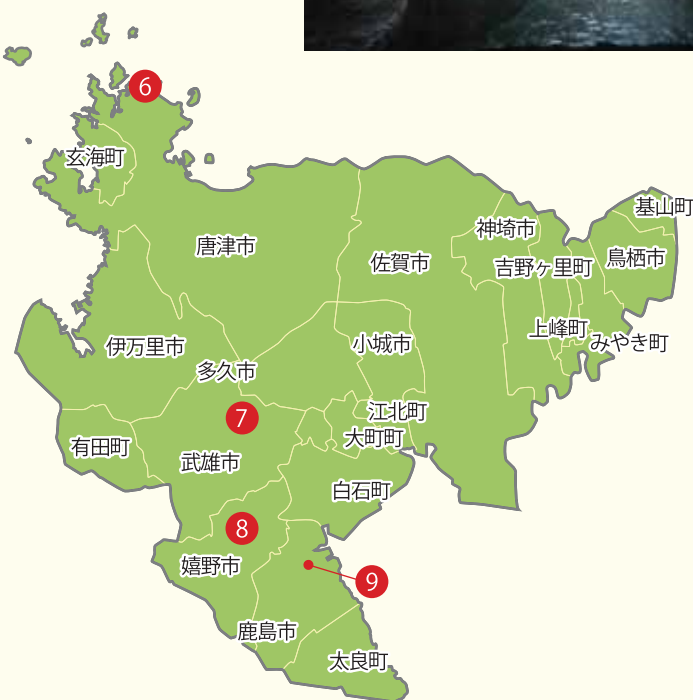 6
玄海町
基山町
神埼市
唐津市
佐賀市
吉野ヶ里町
鳥栖市
上峰町
みやき町
伊万里市
小城市
多久市
7
江北町
大町町
有田町
武雄市
白石町
8
嬉野市
9
鹿島市
太良町